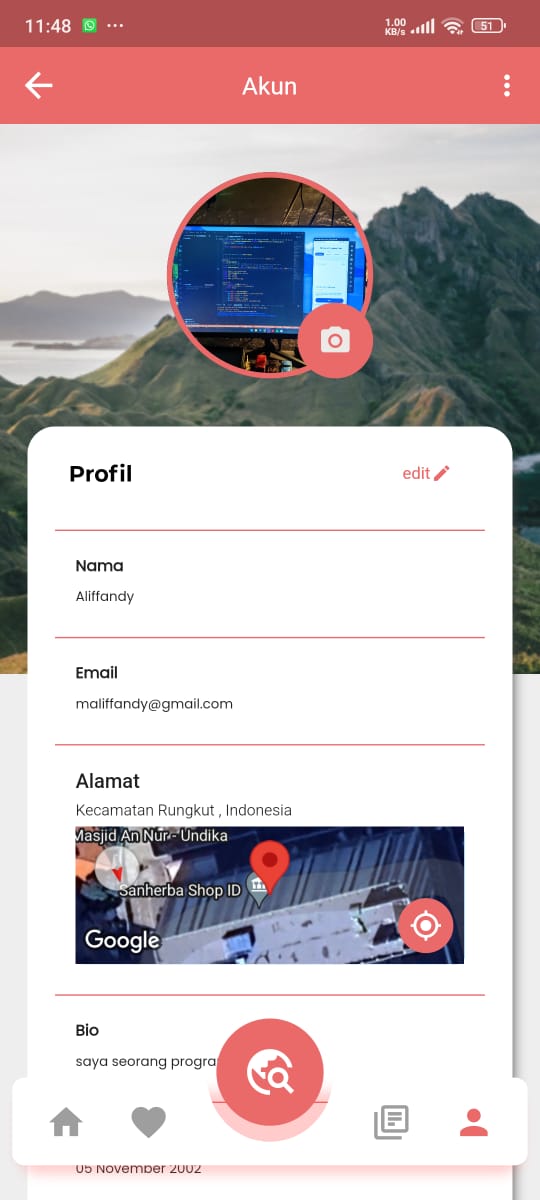 11:48
1.00
KB/s
51
Akun
Profil
edit
Nama
Aliffandy
Email
maliffandy@gmail.com
Alamat
Kecamatan Rungkut , Indonesia
Masjid An Nur - Undika
Sanherba Shop ID
Google
Bio
saya seorang progra
05 November 2002